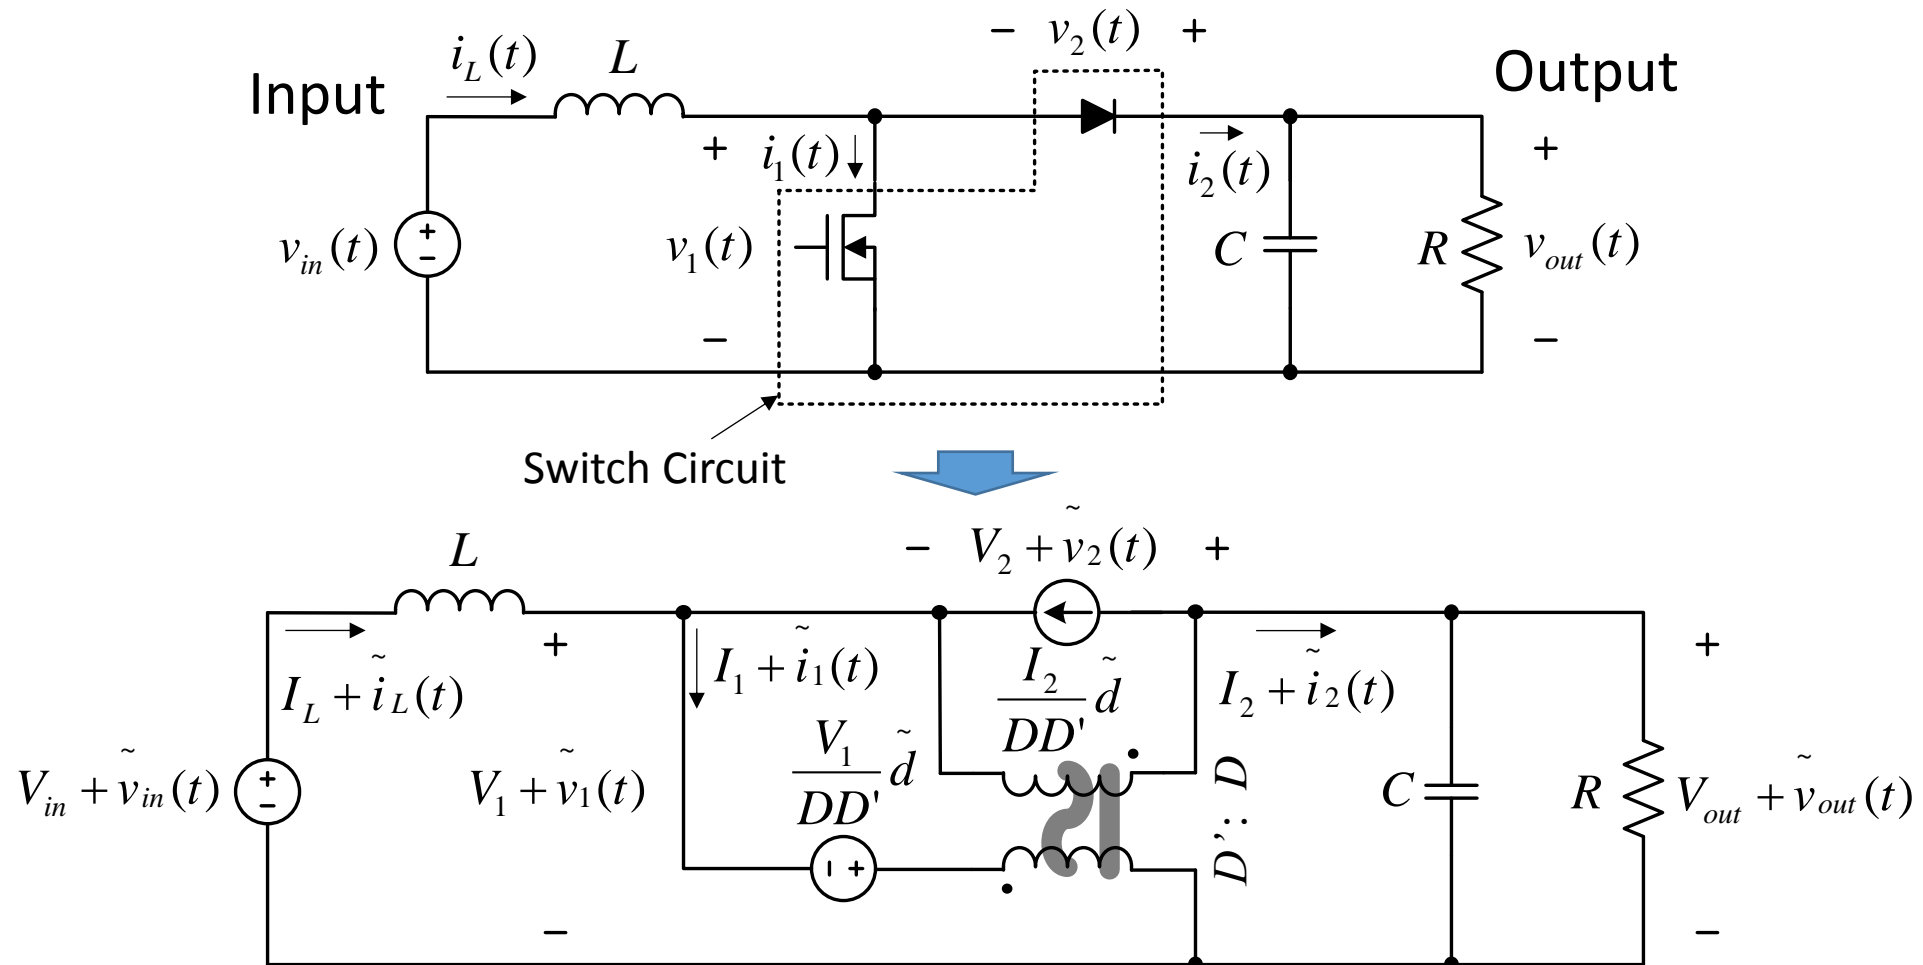 − v₂(t) +
i_L(t)
L
Input
Output
+
i₁(t)
i₂(t)
+
v_in(t)
+
−
v₁(t)
C
R
v_out(t)
−
−
Switch Circuit
− V₂ + ṽ₂(t) +
L
+
I₁ + ĩ₁(t)
I₂/DD' d̃
I₂ + ĩ₂(t)
+
I_L + ĩ_L(t)
V_in + ṽ_in(t)
+
−
V₁ + ṽ₁(t)
V₁/DD' d̃
− +
D’: D
C
R
V_out + ṽ_out(t)
−
−